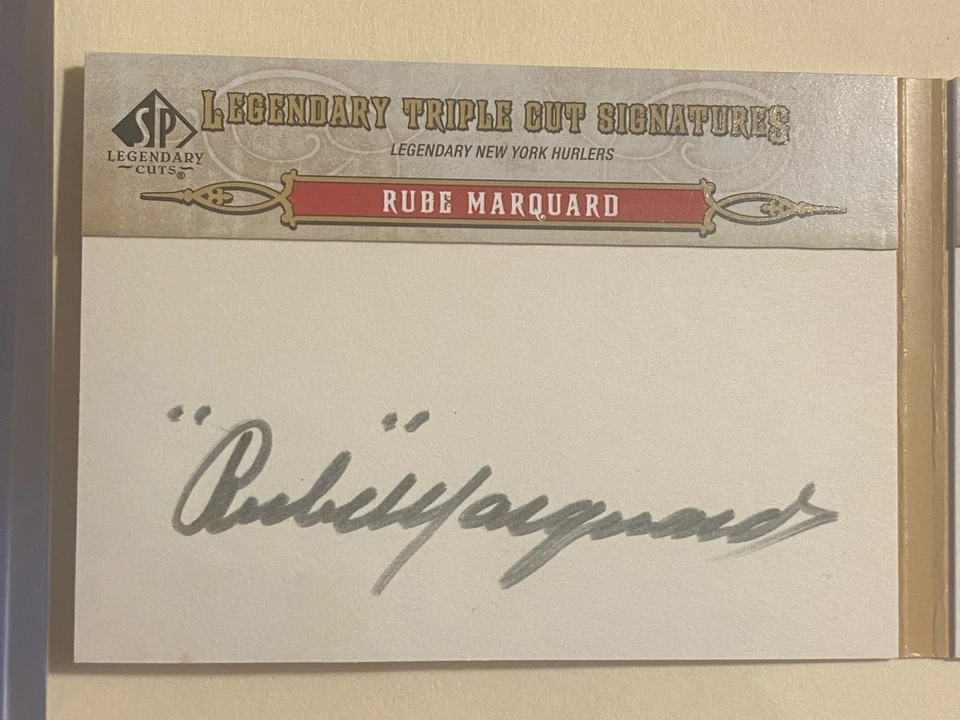 SP
LEGENDARY
CUTS®
LEGENDARY TRIPLE CUT SIGNATURES
LEGENDARY NEW YORK HURLERS
RUBE MARQUARD
"Rube" Marquard